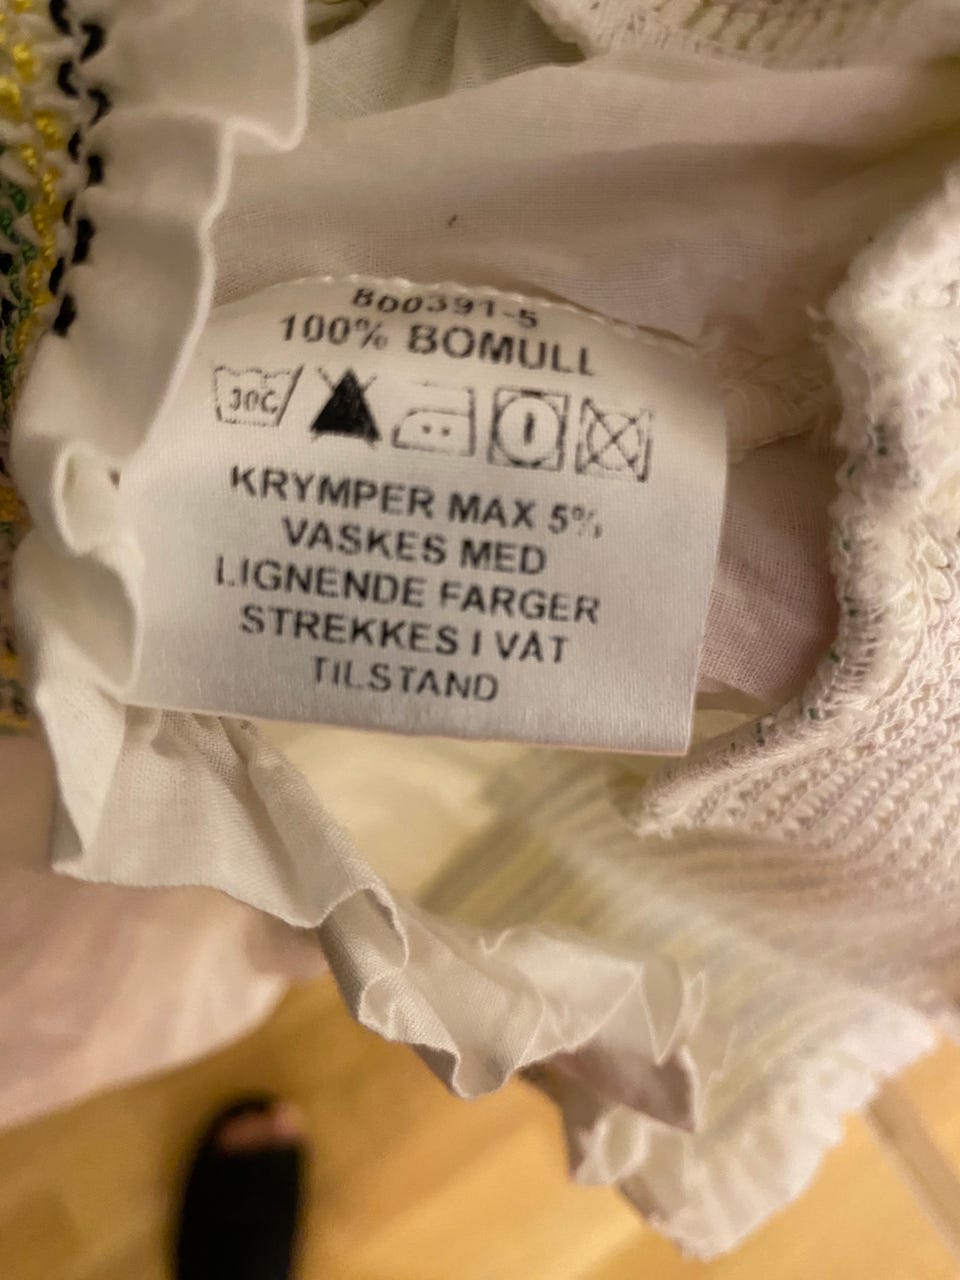 800391-5
100% BOMULL
30C
KRYMPER MAX 5%
VASKES MED
LIGNENDE FARGER
STREKKES I VÅT
TILSTAND